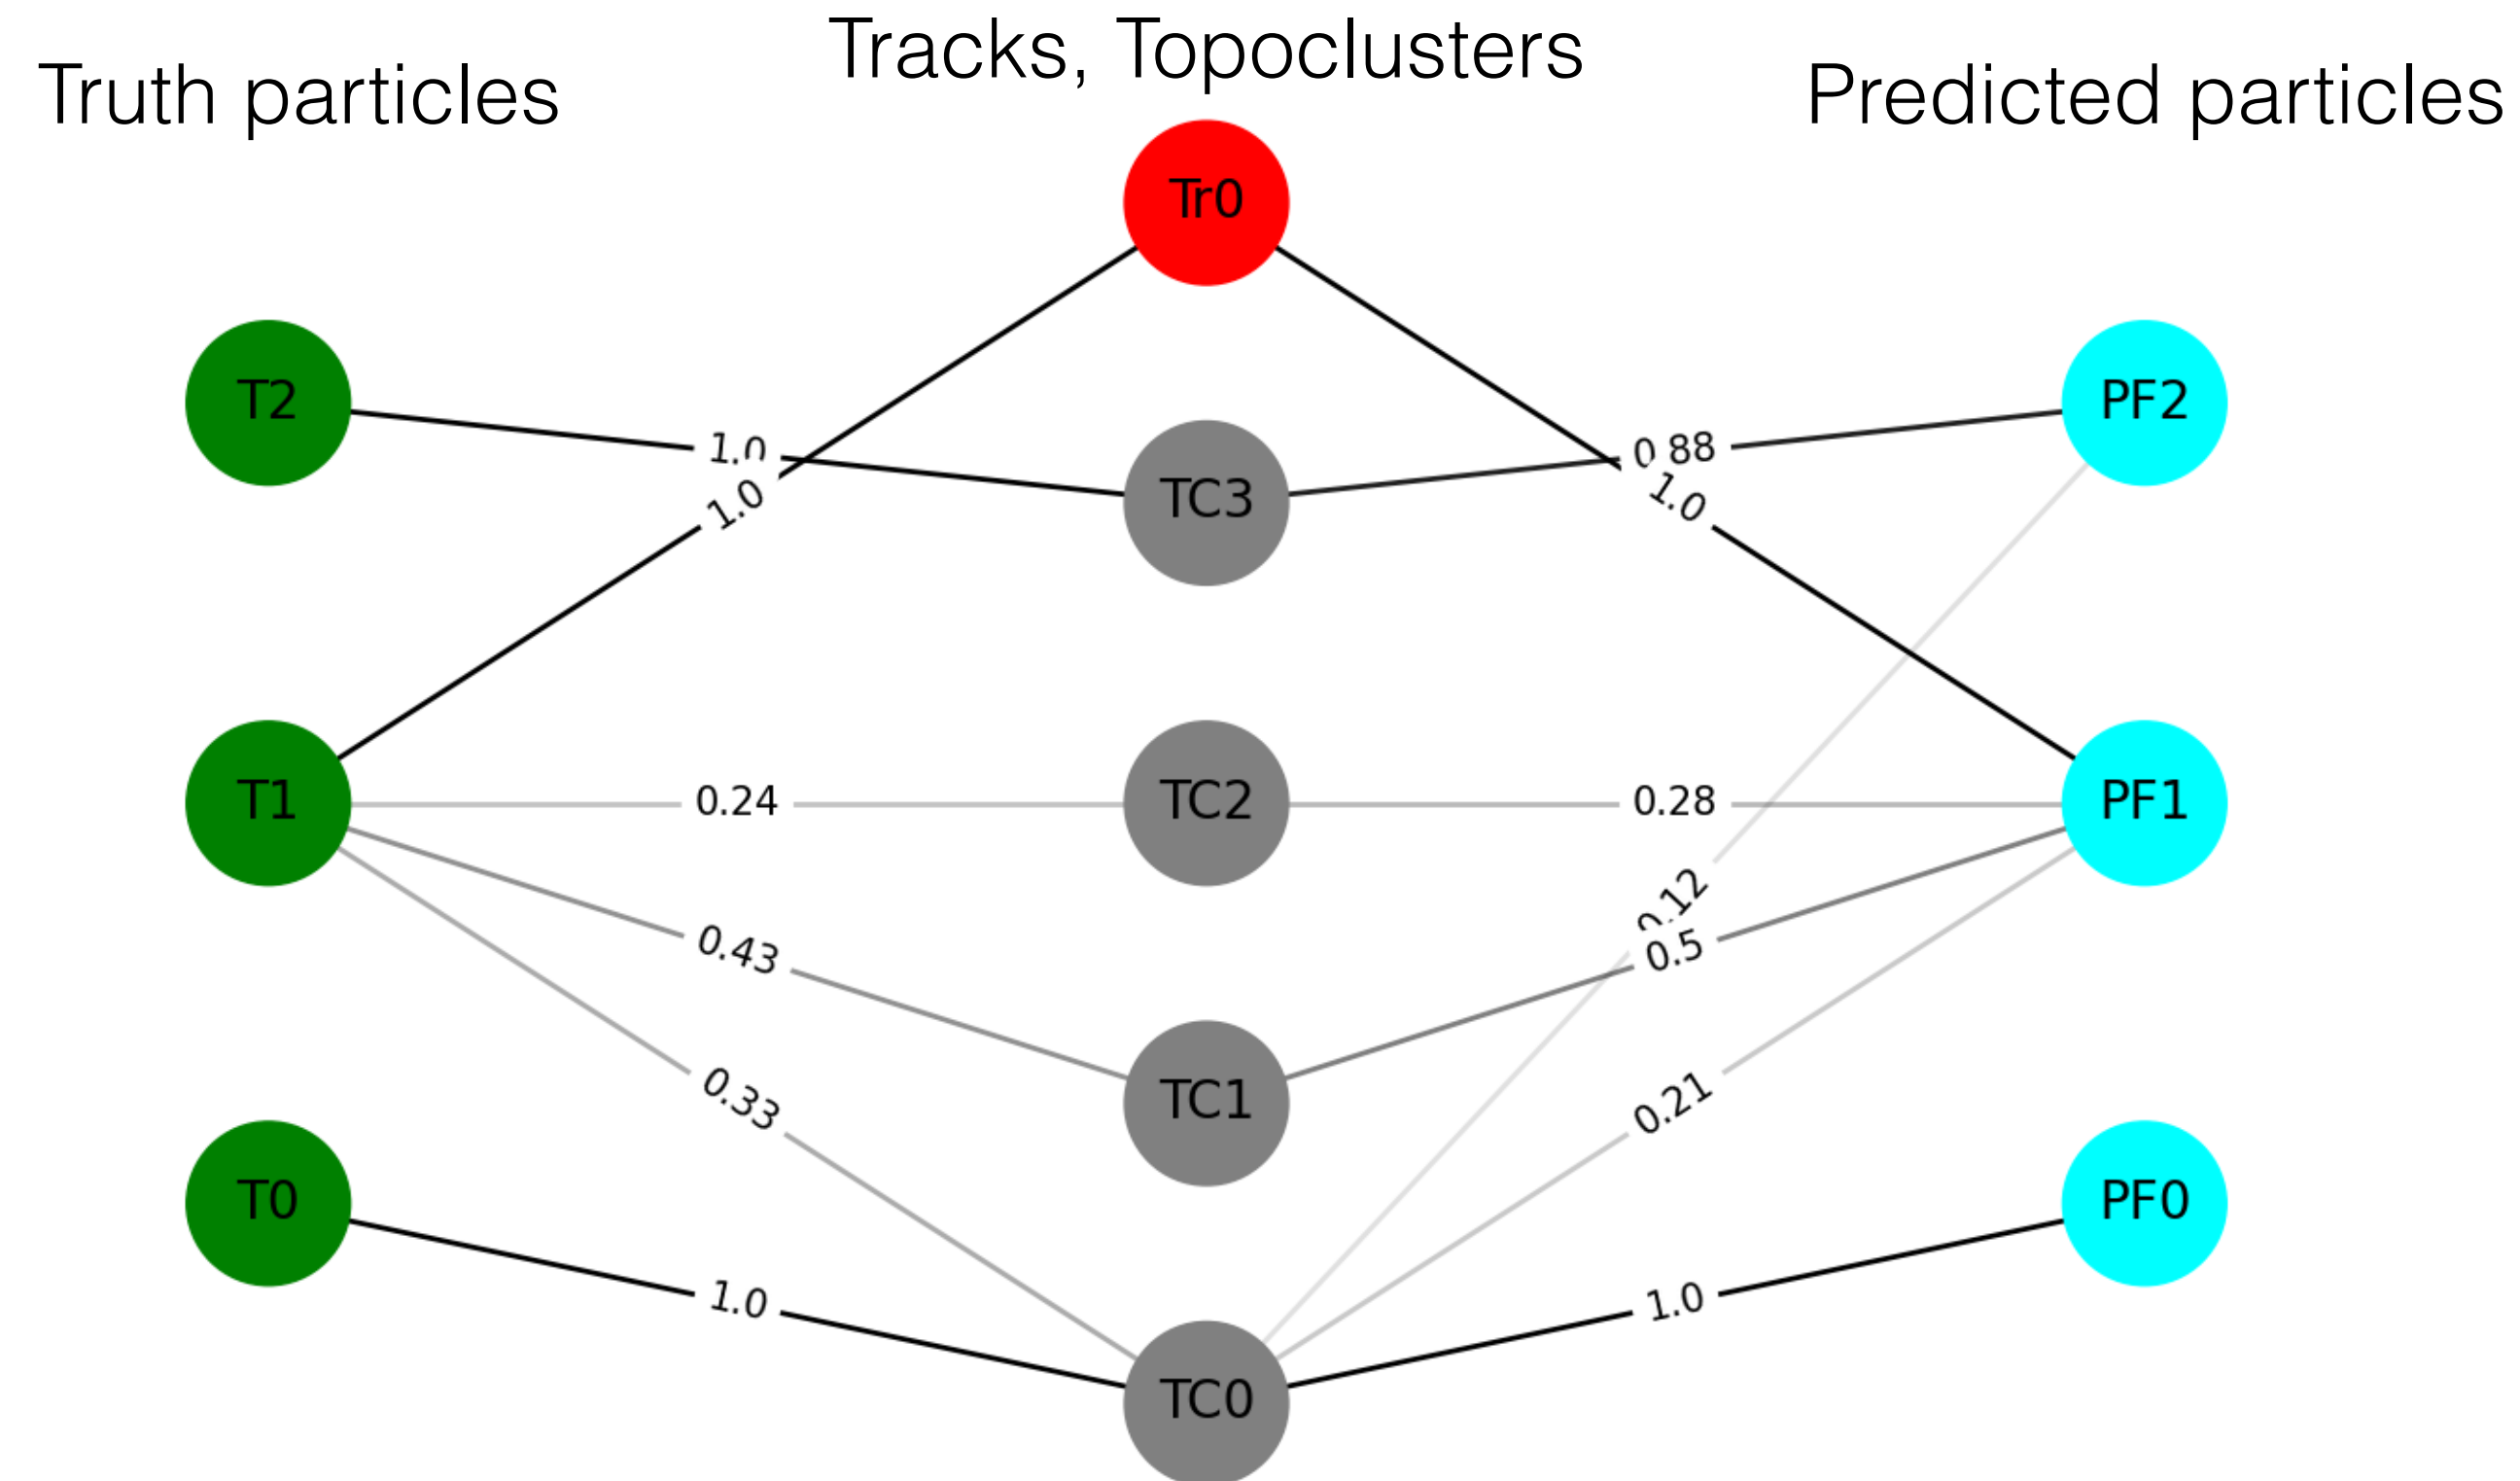 Tracks, Topoclusters
Truth particles
Predicted particles
Tr0
T2
PF2
1.0
0.88
TC3
1.0
1.0
T1
0.24
TC2
0.28
PF1
0.12
0.43
0.5
0.33
TC1
0.21
T0
PF0
1.0
1.0
TC0